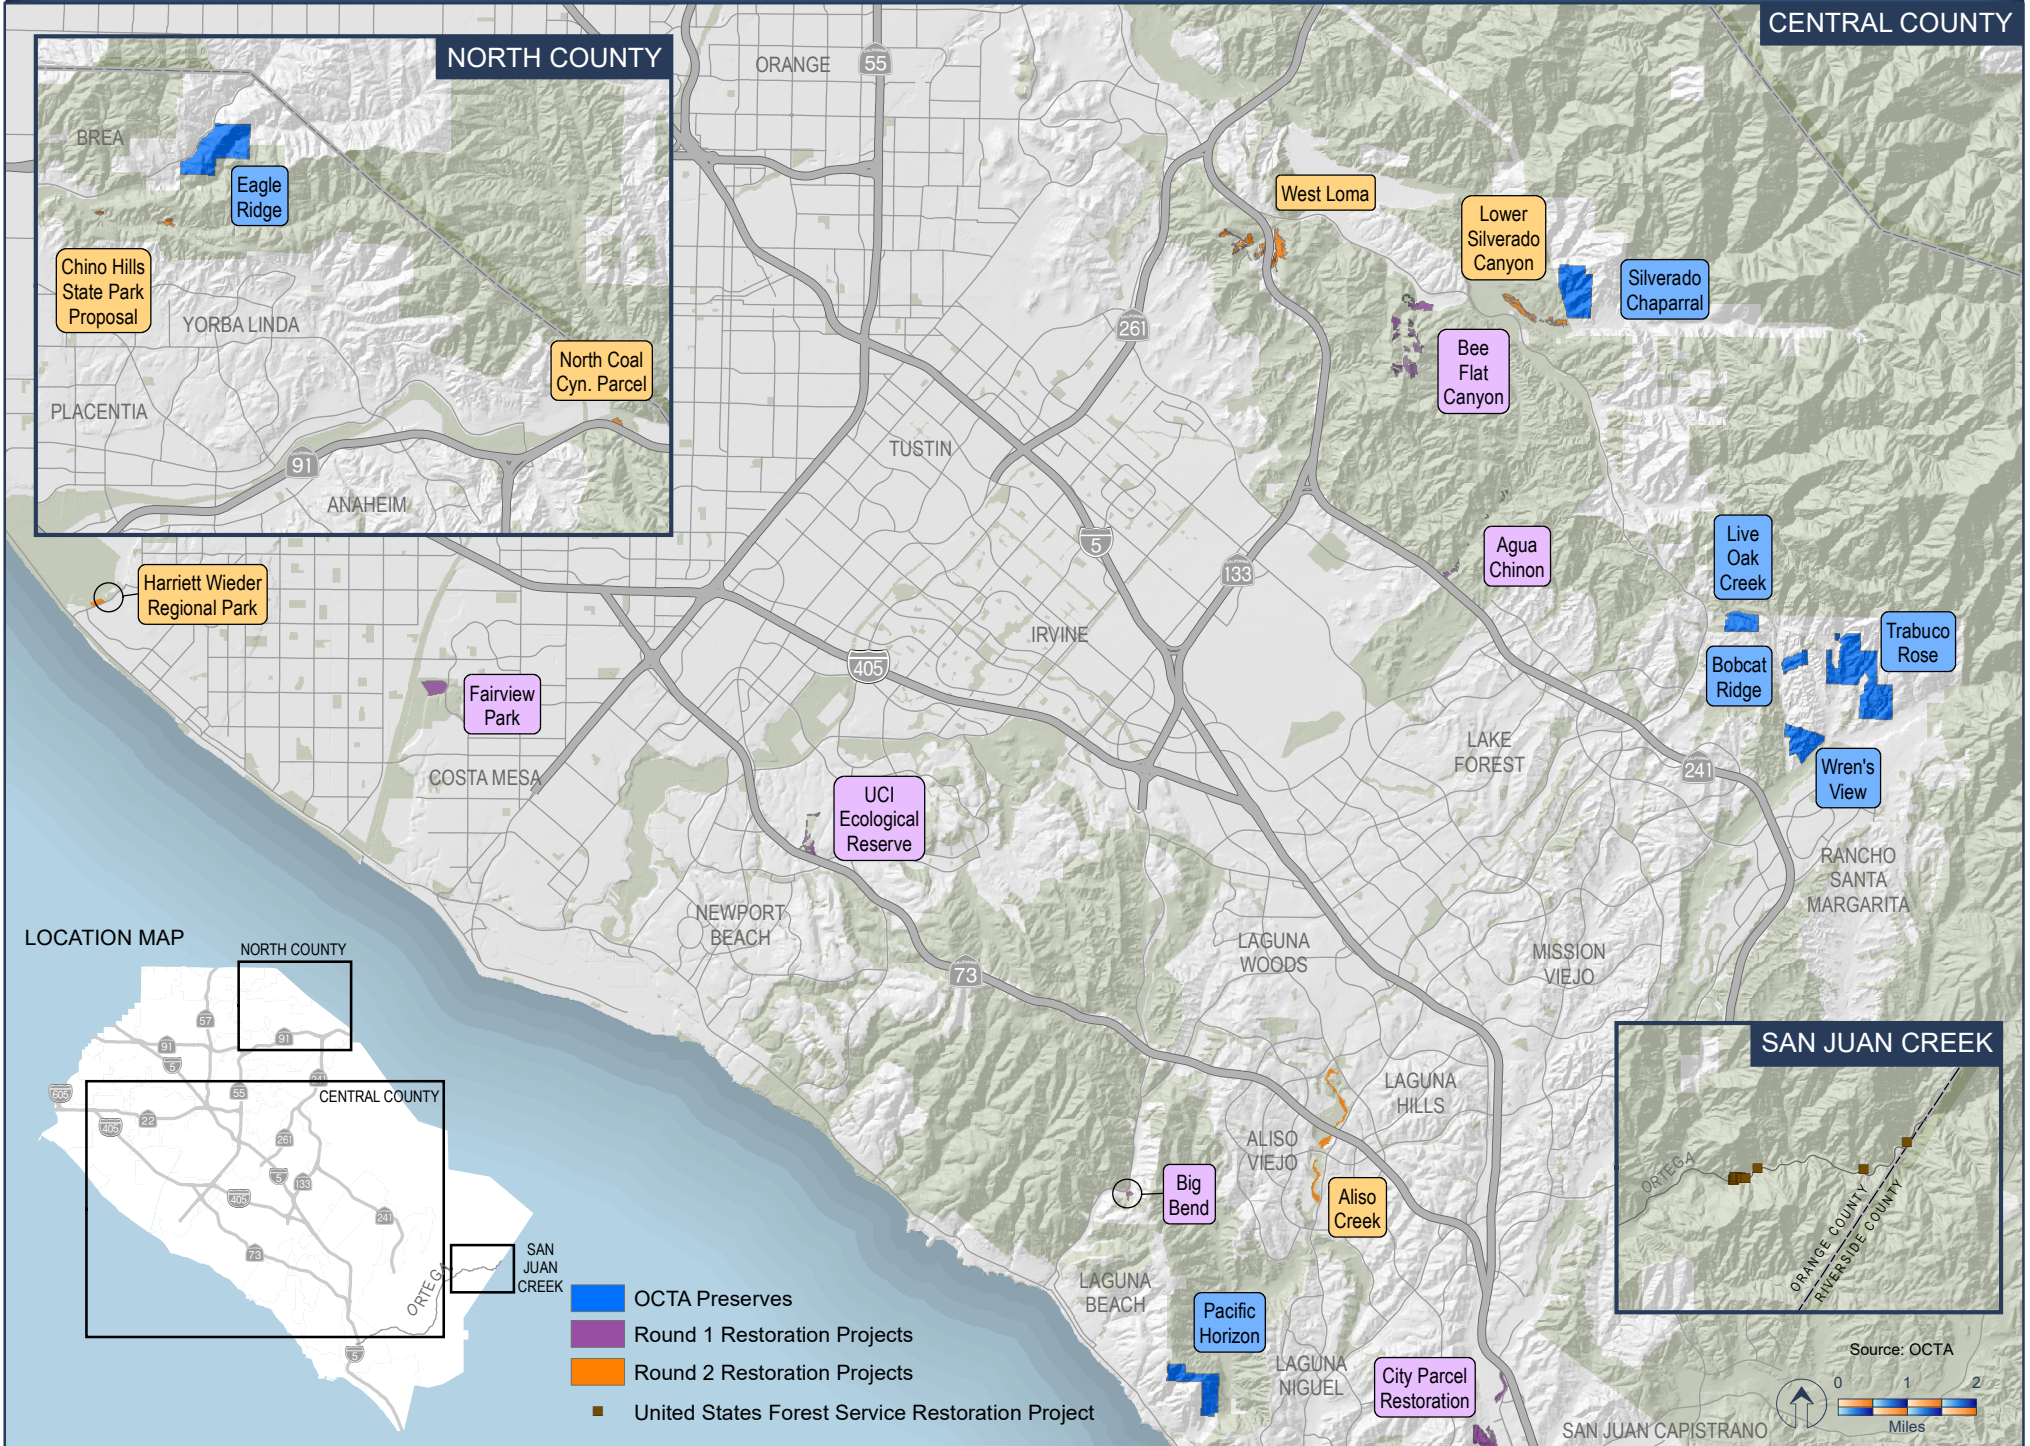 CENTRAL COUNTY
NORTH COUNTY
BREA
Eagle
Ridge
Chino Hills
State Park
Proposal
YORBA LINDA
North Coal
Cyn. Parcel
PLACENTIA
91
ANAHEIM
ORANGE
55
West Loma
Lower
Silverado
Canyon
Silverado
Chaparral
261
Bee
Flat
Canyon
TUSTIN
5
133
Agua
Chinon
Live
Oak
Creek
Harriett Wieder
Regional Park
IRVINE
Trabuco
Rose
Bobcat
Ridge
405
Fairview
Park
LAKE
FOREST
241
Wren's
View
COSTA MESA
UCI
Ecological
Reserve
RANCHO
SANTA
MARGARITA
NEWPORT
BEACH
LAGUNA
WOODS
MISSION
VIEJO
73
LAGUNA
HILLS
ALISO
VIEJO
Big
Bend
Aliso
Creek
LAGUNA
BEACH
Pacific
Horizon
LAGUNA
NIGUEL
City Parcel
Restoration
SAN JUAN CAPISTRANO
SAN JUAN CREEK
ORTEGA
ORANGE COUNTY
RIVERSIDE COUNTY
LOCATION MAP
NORTH COUNTY
57
91
91
5
241
605
55
CENTRAL COUNTY
22
405
261
5
133
405
241
73
SAN
JUAN
CREEK
ORTEGA
5
OCTA Preserves
Round 1 Restoration Projects
Round 2 Restoration Projects
United States Forest Service Restoration Project
Source: OCTA
0 1 2
Miles